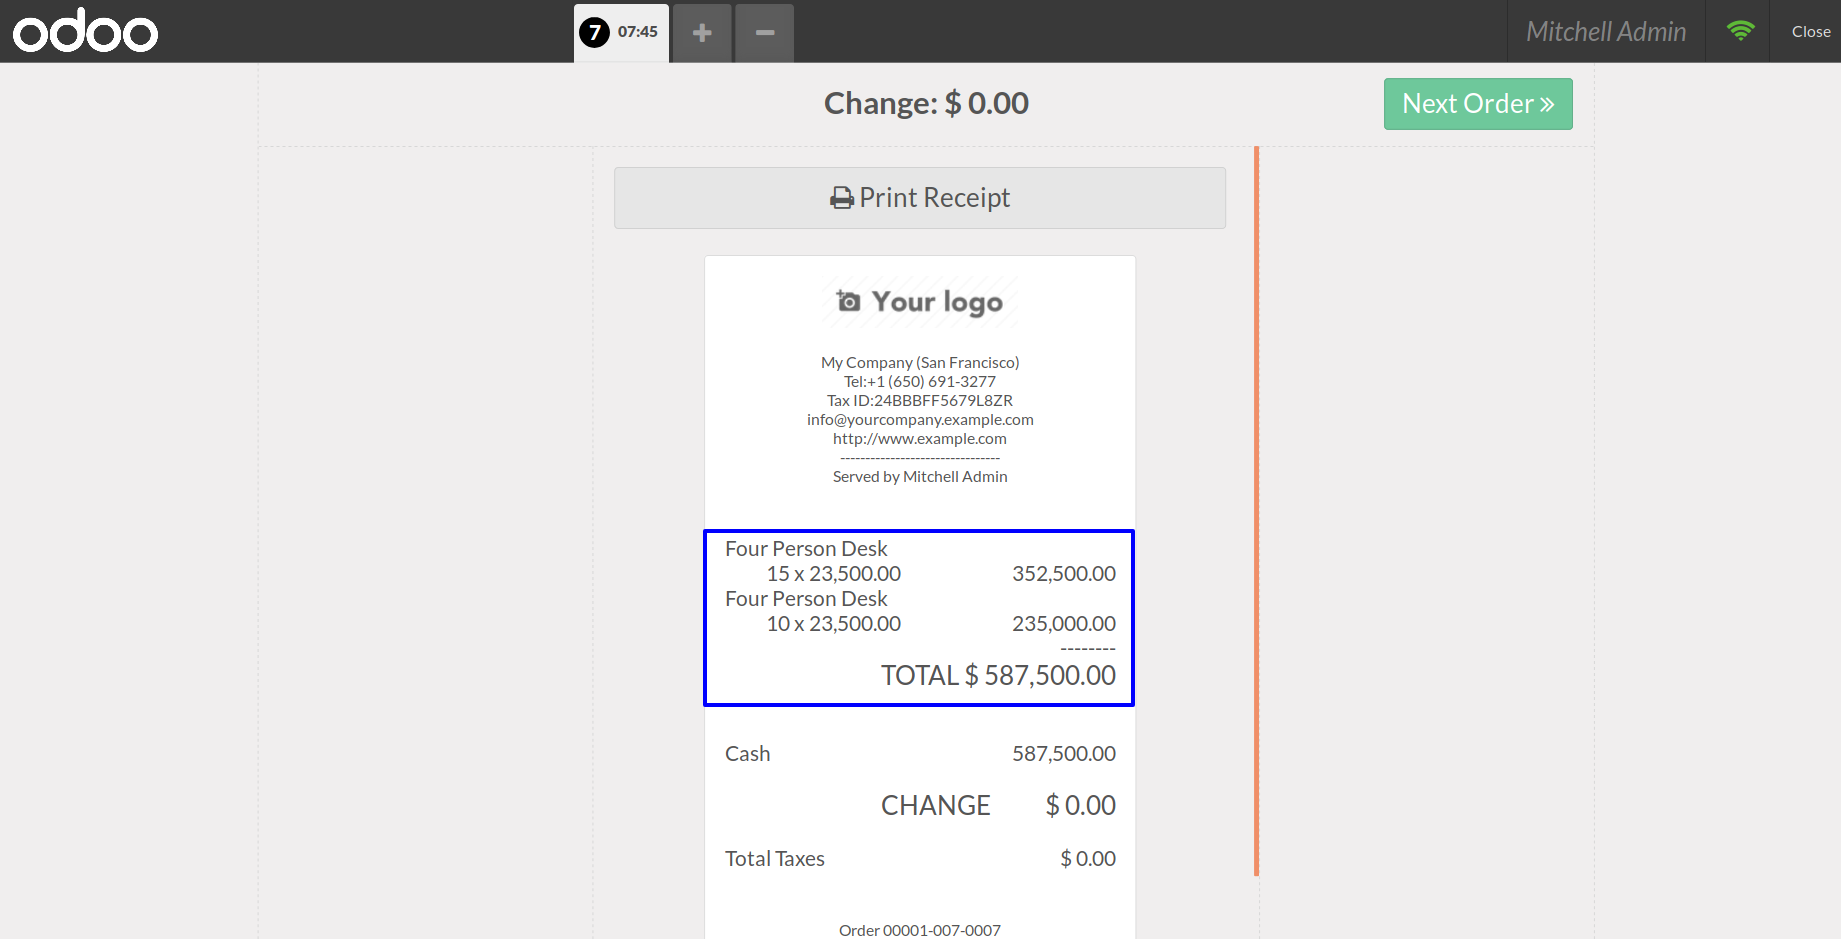 odoo
7 07:45
Mitchell Admin
Close
Change: $ 0.00
Next Order
Print Receipt
Your logo
My Company (San Francisco)
Tel:+1 (650) 691-3277
Tax ID:24BBBFF5679L8ZR
info@yourcompany.example.com
http://www.example.com
--------------------------------
Served by Mitchell Admin
Four Person Desk
15 x 23,500.00 352,500.00
Four Person Desk
10 x 23,500.00 235,000.00
--------
TOTAL $ 587,500.00
Cash 587,500.00
CHANGE $ 0.00
Total Taxes $ 0.00
Order 00001-007-0007